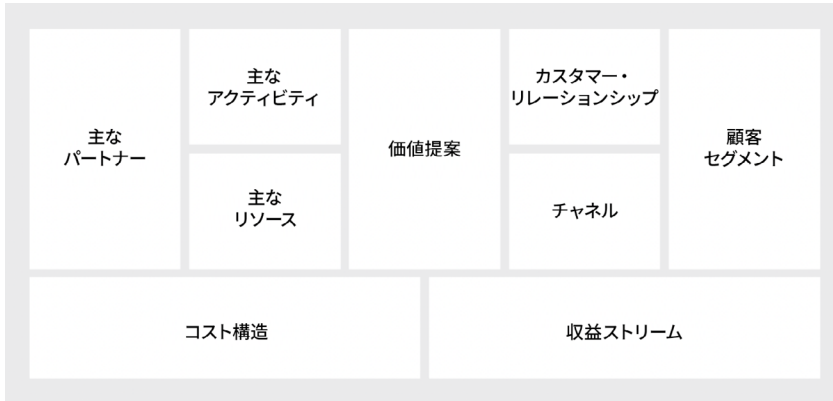 主な
パートナー
主な
アクティビティ
主な
リソース
価値提案
カスタマー・
リレーションシップ
チャネル
顧客
セグメント
コスト構造
収益ストリーム